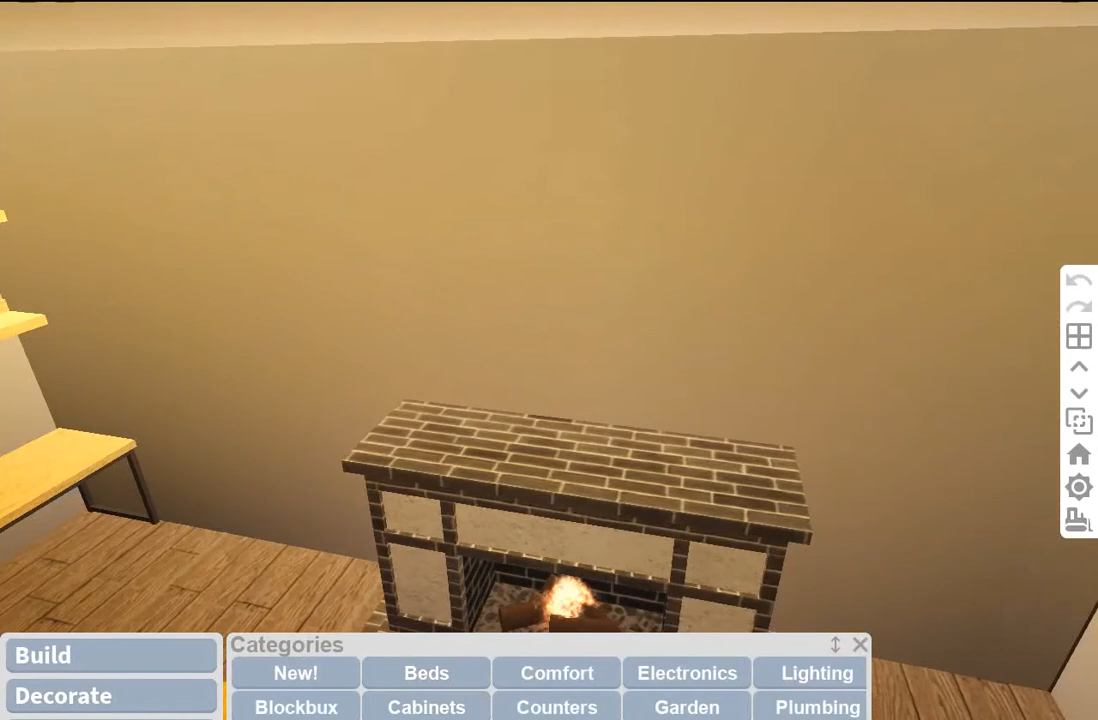 Build
Decorate
Categories
New! Beds Comfort Electronics Lighting
Blockbux Cabinets Counters Garden Plumbing